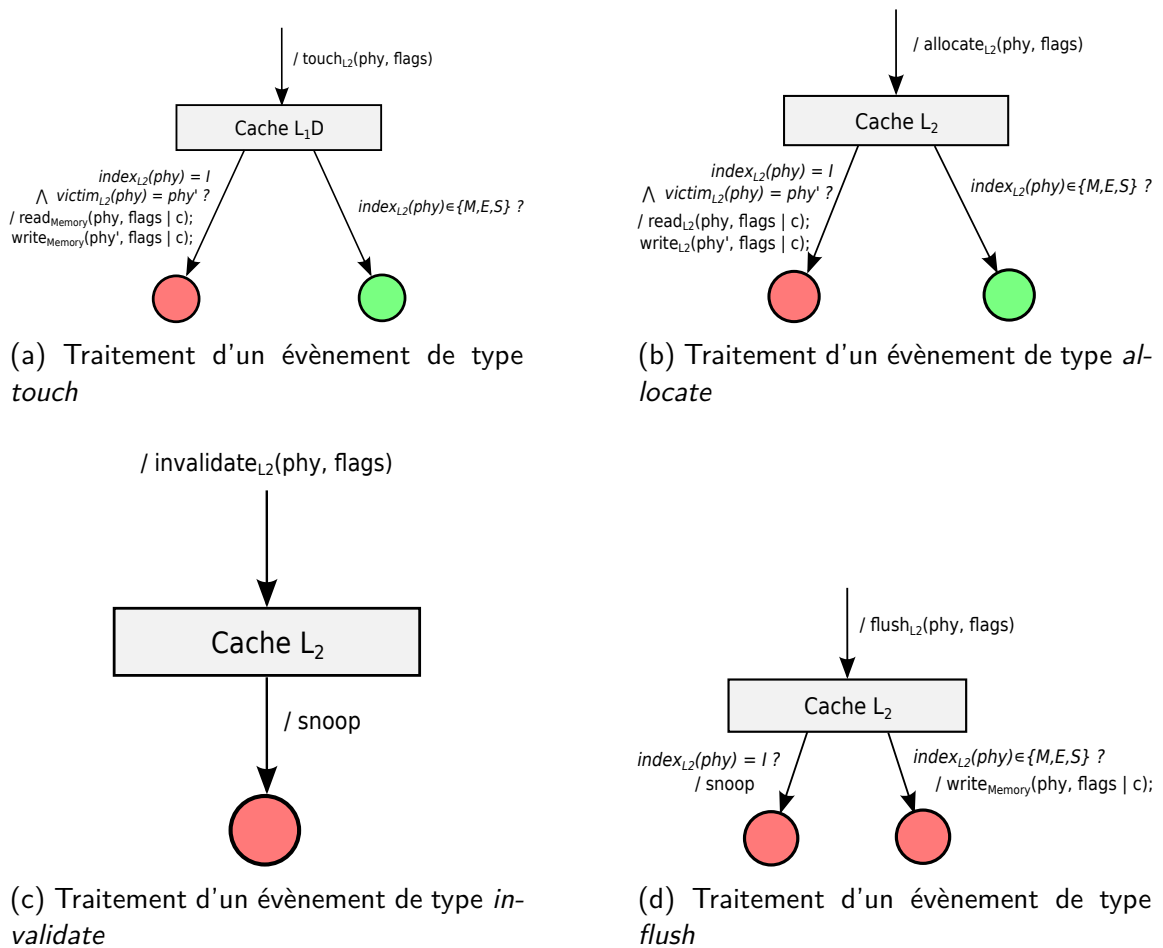 / touchL2(phy, flags)
Cache L1D
indexL2(phy) = I
⋀ victimL2(phy) = phy' ?
/ readMemory(phy, flags | c);
writeMemory(phy', flags | c);
indexL2(phy)∈{M,E,S} ?
(a) Traitement d'un évènement de type
touch
/ allocateL2(phy, flags)
Cache L2
indexL2(phy) = I
⋀ victimL2(phy) = phy' ?
/ readL2(phy, flags | c);
writeL2(phy', flags | c);
indexL2(phy)∈{M,E,S} ?
(b) Traitement d'un évènement de type al-
locate
/ invalidateL2(phy, flags)
Cache L2
/ snoop
(c) Traitement d'un évènement de type in-
validate
/ flushL2(phy, flags)
Cache L2
indexL2(phy) = I ?
/ snoop
indexL2(phy)∈{M,E,S} ?
/ writeMemory(phy, flags | c);
(d) Traitement d'un évènement de type
flush